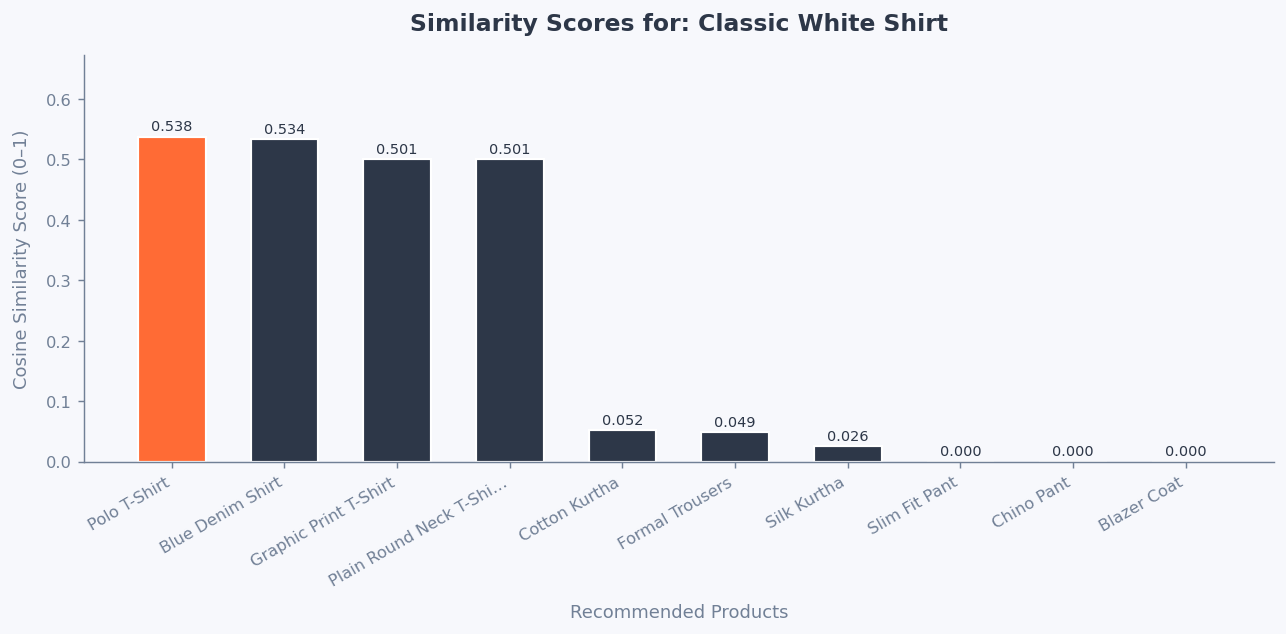 Similarity Scores for: Classic White Shirt
Cosine Similarity Score (0–1)
0.6
0.5
0.4
0.3
0.2
0.1
0.0
0.538
0.534
0.501
0.501
0.052
0.049
0.026
0.000
0.000
0.000
Polo T-Shirt
Blue Denim Shirt
Graphic Print T-Shirt
Plain Round Neck T-Shi...
Cotton Kurtha
Formal Trousers
Silk Kurtha
Slim Fit Pant
Chino Pant
Blazer Coat
Recommended Products